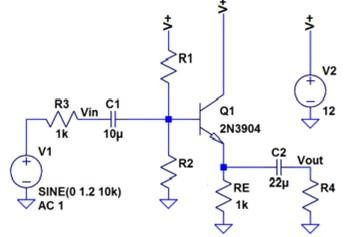 V+
V+
V+
R1
V2
R3
Vin
C1
Q1
1k
10µ
2N3904
12
V1
R2
C2
Vout
SINE(0 1.2 10k)
RE
22µ
R4
AC 1
1k